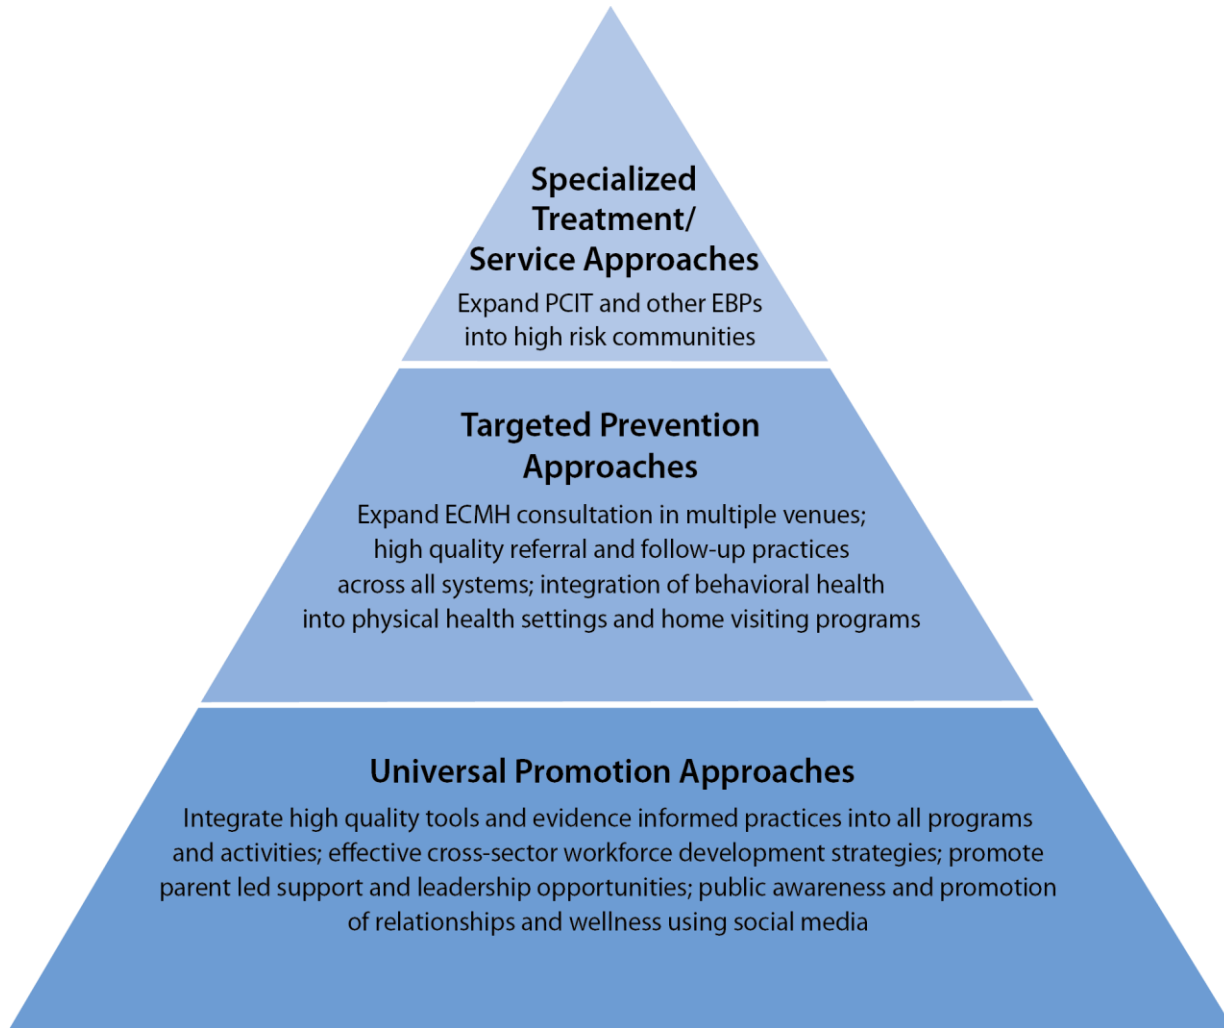 Specialized
Treatment/
Service Approaches
Expand PCIT and other EBPs
into high risk communities
Targeted Prevention
Approaches
Expand ECMH consultation in multiple venues;
high quality referral and follow-up practices
across all systems; integration of behavioral health
into physical health settings and home visiting programs
Universal Promotion Approaches
Integrate high quality tools and evidence informed practices into all programs
and activities; effective cross-sector workforce development strategies; promote
parent led support and leadership opportunities; public awareness and promotion
of relationships and wellness using social media